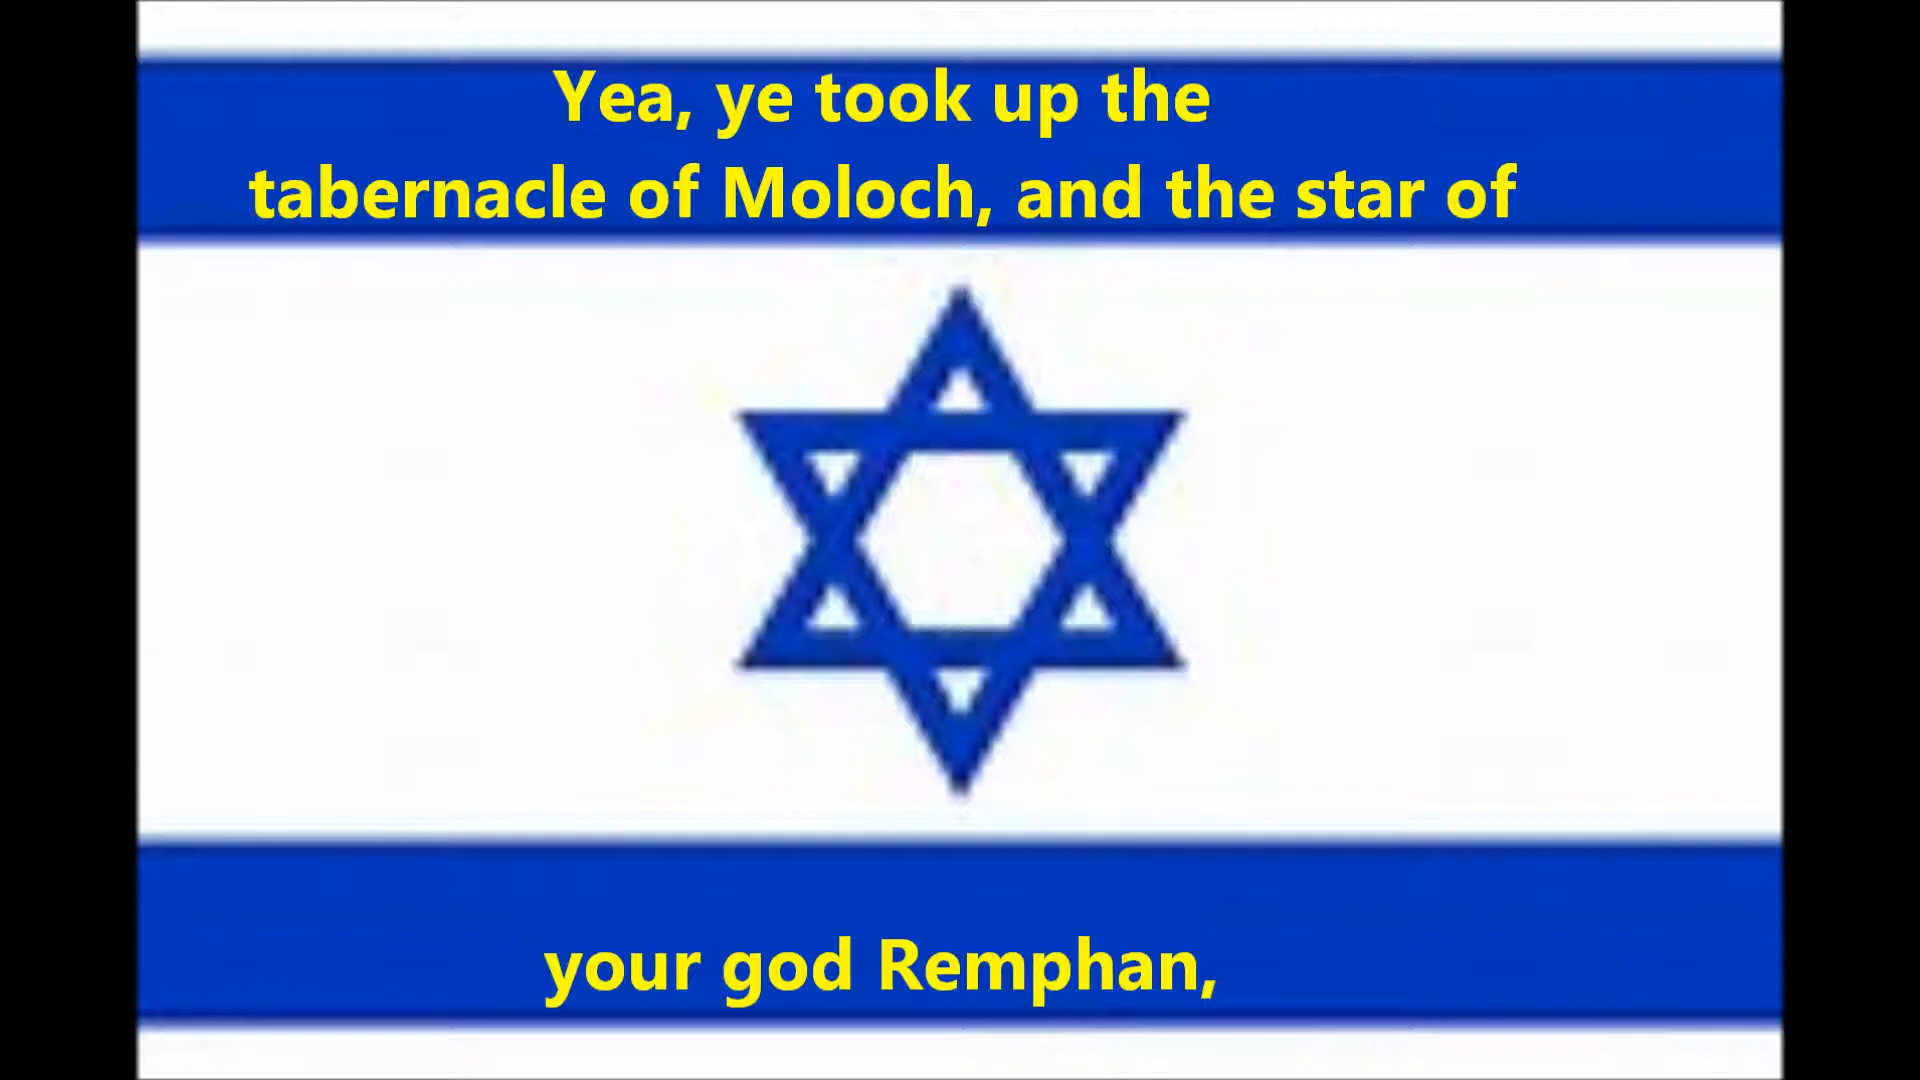 Yea, ye took up the
tabernacle of Moloch, and the star of
your god Remphan,